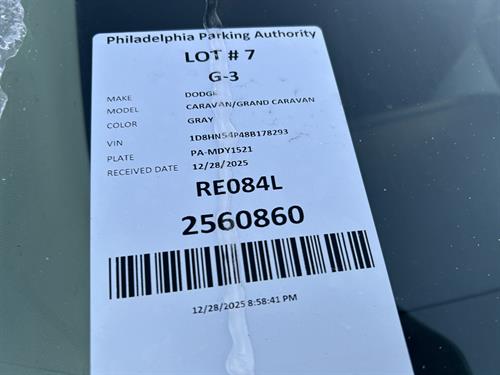 Philadelphia Parking Authority
LOT # 7
G-3
MAKE DODGE
MODEL CARAVAN/GRAND CARAVAN
COLOR GRAY
VIN 1D8HN54P48B178293
PLATE PA-MDY1521
RECEIVED DATE 12/28/2025
RE084L
2560860
12/28/2025 8:58:41 PM